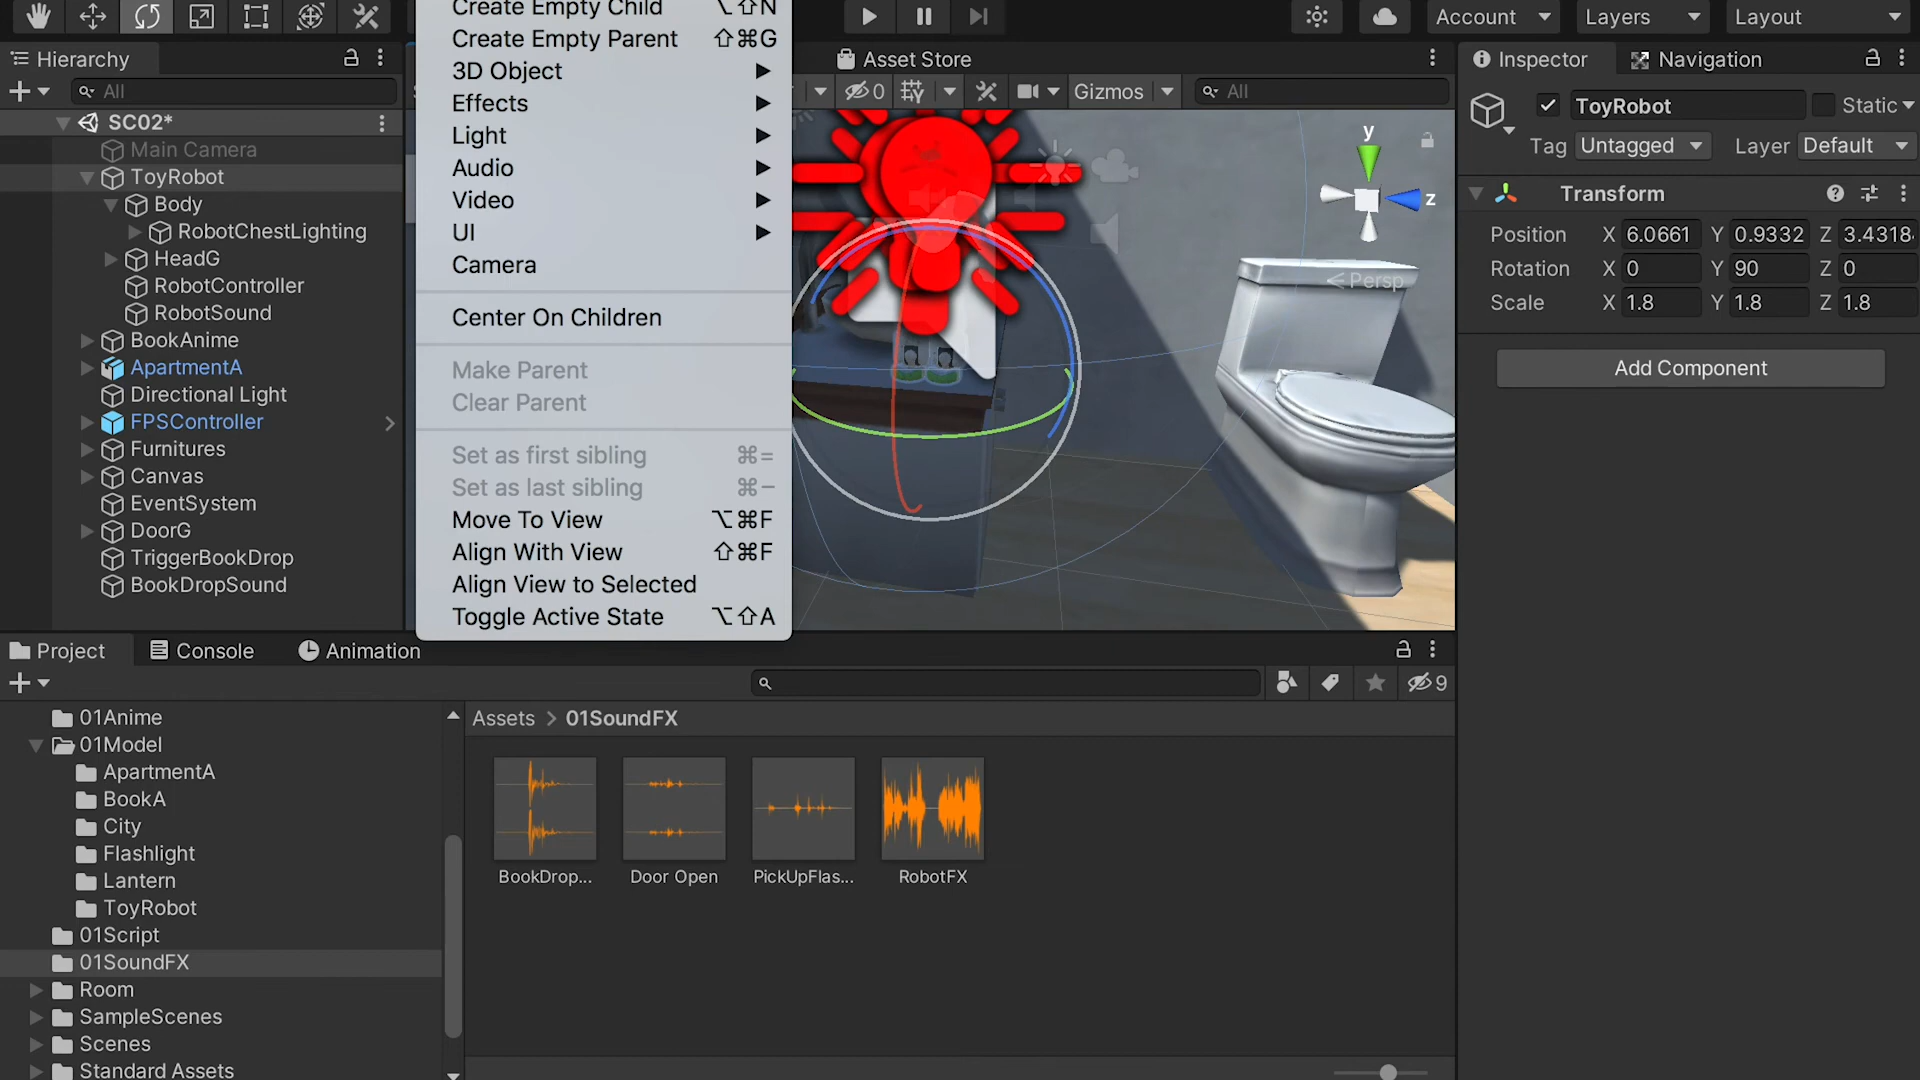 Create Empty Child ⌥⇧N
Create Empty Parent ⇧⌘G
3D Object
Effects
Light
Audio
Video
UI
Camera
Center On Children
Make Parent
Clear Parent
Set as first sibling ⌘=
Set as last sibling ⌘-
Move To View ⌥⌘F
Align With View ⇧⌘F
Align View to Selected
Toggle Active State ⌥⇧A
Account
Layers
Layout
Hierarchy
All
SC02*
Main Camera
ToyRobot
Body
RobotChestLighting
HeadG
RobotController
RobotSound
BookAnime
ApartmentA
Directional Light
FPSController
Furnitures
Canvas
EventSystem
DoorG
TriggerBookDrop
BookDropSound
Asset Store
0
Gizmos
All
y
z
Persp
Inspector
Navigation
ToyRobot
Static
Tag Untagged
Layer Default
Transform
Position X 6.0661 Y 0.9332 Z 3.4318
Rotation X 0 Y 90 Z 0
Scale X 1.8 Y 1.8 Z 1.8
Add Component
Project
Console
Animation
9
01Anime
01Model
ApartmentA
BookA
City
Flashlight
Lantern
ToyRobot
01Script
01SoundFX
Room
SampleScenes
Scenes
Standard Assets
Assets > 01SoundFX
BookDrop...
Door Open
PickUpFlas...
RobotFX